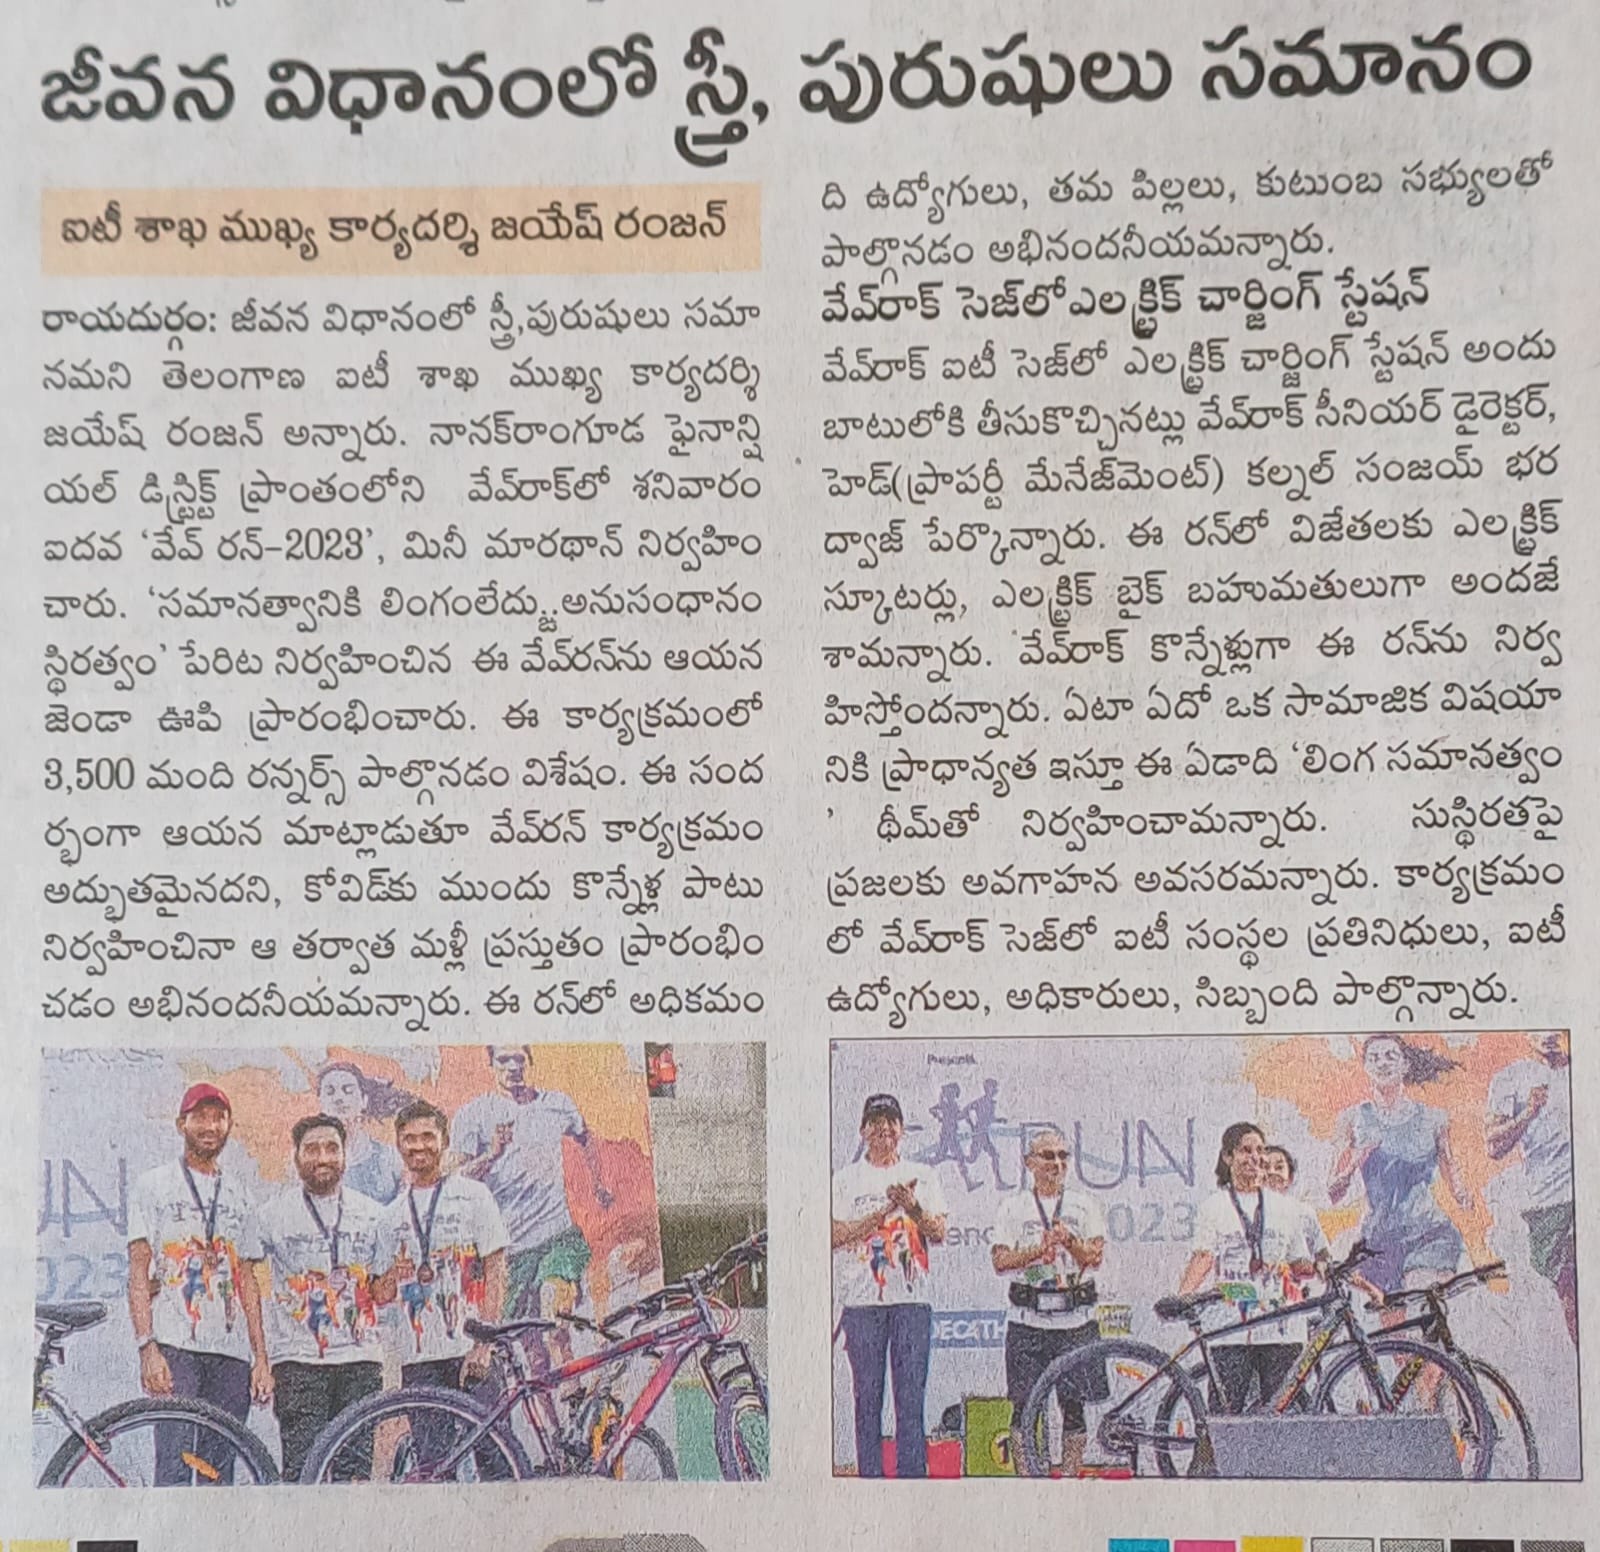 జీవన విధానంలో స్త్రీ, పురుషులు సమానం
ఐటీ శాఖ ముఖ్య కార్యదర్శి జయేష్ రంజన్
రాయదుర్గం: జీవన విధానంలో స్త్రీ,పురుషులు సమా
నమని తెలంగాణ ఐటీ శాఖ ముఖ్య కార్యదర్శి
జయేష్ రంజన్ అన్నారు. నానక్‌రాంగూడ ఫైనాన్షి
యల్ డిస్ట్రిక్ట్ ప్రాంతంలోని వేవ్‌రాక్‌లో శనివారం
ఐదవ ‘వేవ్ రన్–2023’, మినీ మారథాన్ నిర్వహిం
చారు. ‘సమానత్వానికి లింగంలేదు..అనుసంధానం
స్థిరత్వం’ పేరిట నిర్వహించిన ఈ వేవ్‌రన్‌ను ఆయన
జెండా ఊపి ప్రారంభించారు. ఈ కార్యక్రమంలో
3,500 మంది రన్నర్స్ పాల్గొనడం విశేషం. ఈ సంద
ర్భంగా ఆయన మాట్లాడుతూ వేవ్‌రన్ కార్యక్రమం
అద్భుతమైనదని, కోవిడ్‌కు ముందు కొన్నేళ్ల పాటు
నిర్వహించినా ఆ తర్వాత మళ్లీ ప్రస్తుతం ప్రారంభిం
చడం అభినందనీయమన్నారు. ఈ రన్‌లో అధికమం
ది ఉద్యోగులు, తమ పిల్లలు, కుటుంబ సభ్యులతో
పాల్గొనడం అభినందనీయమన్నారు.
వేవ్‌రాక్ సెజ్‌లో ఎలక్ట్రిక్ చార్జింగ్ స్టేషన్
వేవ్‌రాక్ ఐటీ సెజ్‌లో ఎలక్ట్రిక్ చార్జింగ్ స్టేషన్ అందు
బాటులోకి తీసుకొచ్చినట్లు వేవ్‌రాక్ సీనియర్ డైరెక్టర్,
హెడ్(ప్రాపర్టీ మేనేజ్‌మెంట్) కల్నల్ సంజయ్ భర
ద్వాజ్ పేర్కొన్నారు. ఈ రన్‌లో విజేతలకు ఎలక్ట్రిక్
స్కూటర్లు, ఎలక్ట్రిక్ బైక్ బహుమతులుగా అందజే
శామన్నారు. వేవ్‌రాక్ కొన్నేళ్లుగా ఈ రన్‌ను నిర్వ
హిస్తోందన్నారు. ఏటా ఏదో ఒక సామాజిక విషయా
నికి ప్రాధాన్యత ఇస్తూ ఈ ఏడాది ‘లింగ సమానత్వం
’ థీమ్‌తో నిర్వహించామన్నారు. సుస్థిరతపై
ప్రజలకు అవగాహన అవసరమన్నారు. కార్యక్రమం
లో వేవ్‌రాక్ సెజ్‌లో ఐటీ సంస్థల ప్రతినిధులు, ఐటీ
ఉద్యోగులు, అధికారులు, సిబ్బంది పాల్గొన్నారు.
UN
023
RUN
023
DECATH
1